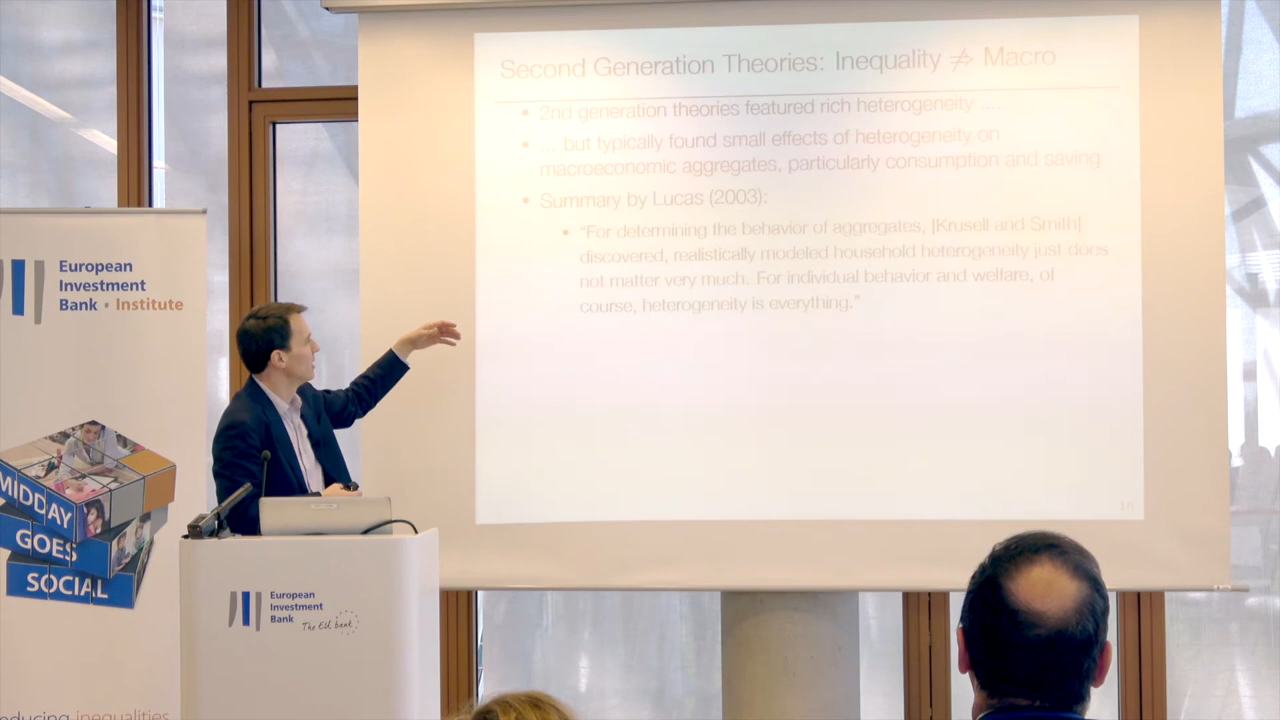 Second Generation Theories: Inequality ⇏ Macro
• 2nd generation theories featured rich heterogeneity ....
• ... but typically found small effects of heterogeneity on
macroeconomic aggregates, particularly consumption and saving
• Summary by Lucas (2003):
• "For determining the behavior of aggregates, [Krusell and Smith]
discovered, realistically modeled household heterogeneity just does
not matter very much. For individual behavior and welfare, of
course, heterogeneity is everything."
European
Investment
Bank • Institute
MIDDAY
GOES
SOCIAL
inequalities
European
Investment
Bank
The EU bank